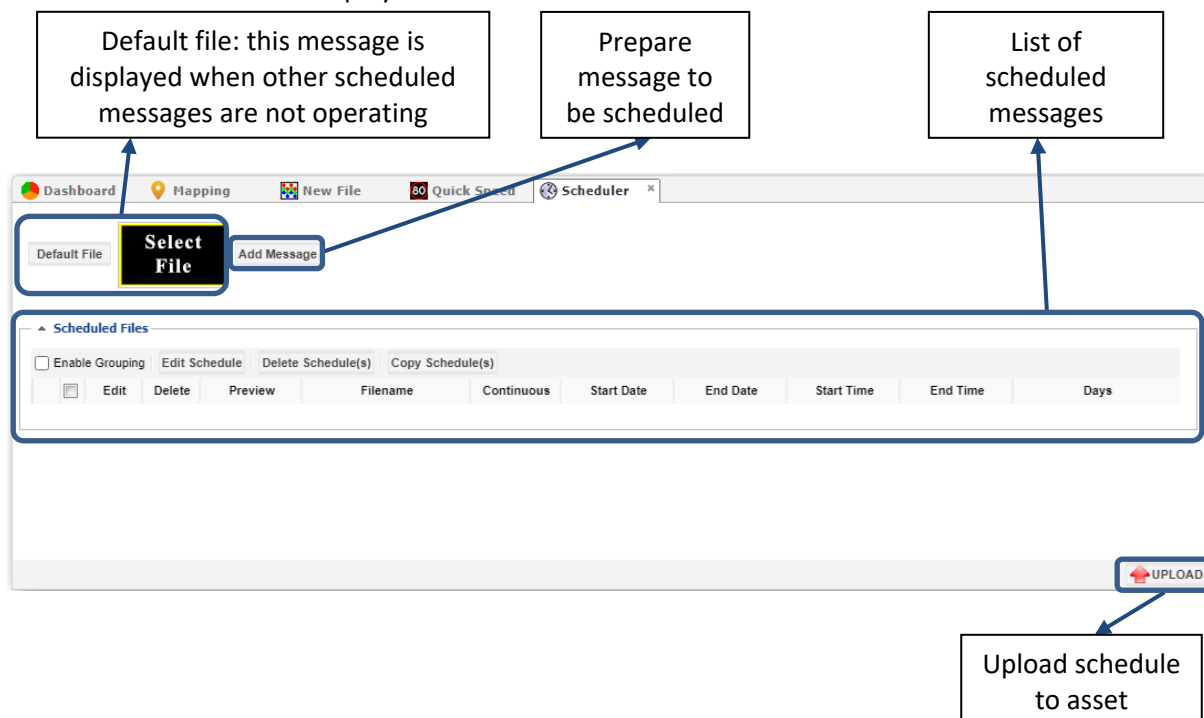 Default file: this message is
displayed when other scheduled
messages are not operating
Prepare
message to
be scheduled
List of
scheduled
messages
Dashboard Mapping New File 80 Quick Speed Scheduler ×
Default File Select
File Add Message
Scheduled Files
Enable Grouping Edit Schedule Delete Schedule(s) Copy Schedule(s)
Edit Delete Preview Filename Continuous Start Date End Date Start Time End Time Days
UPLOAD
Upload schedule
to asset